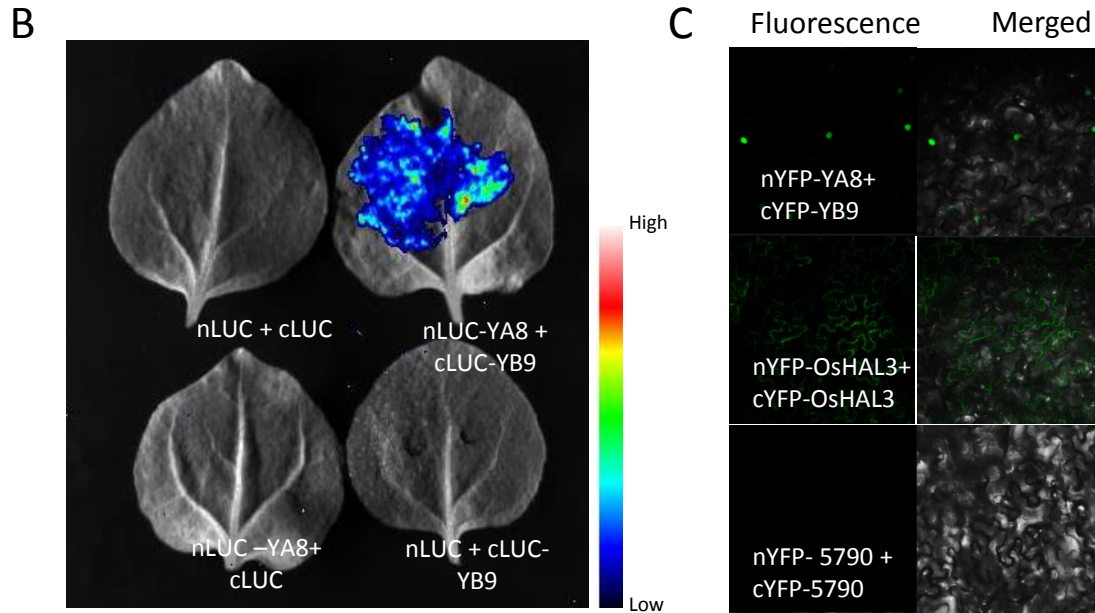 B
nLUC + cLUC
nLUC-YA8 +
cLUC-YB9
nLUC –YA8+
cLUC
nLUC + cLUC-
YB9
High
Low
C
Fluorescence
Merged
nYFP-YA8+
cYFP-YB9
nYFP-OsHAL3+
cYFP-OsHAL3
nYFP- 5790 +
cYFP-5790